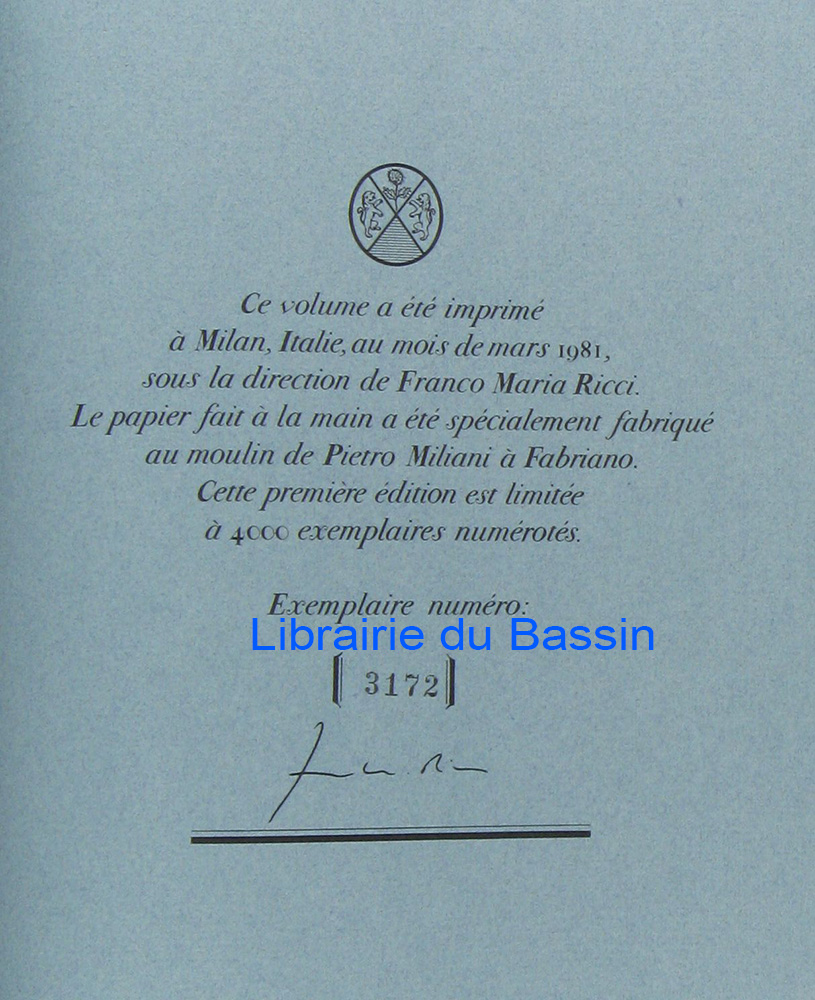 Ce volume a été imprimé
à Milan, Italie, au mois de mars 1981,
sous la direction de Franco Maria Ricci.
Le papier fait à la main a été spécialement fabriqué
au moulin de Pietro Miliani à Fabriano.
Cette première édition est limitée
à 4000 exemplaires numérotés.
Exemplaire numéro:
Librairie du Bassin
[ 3172 ]